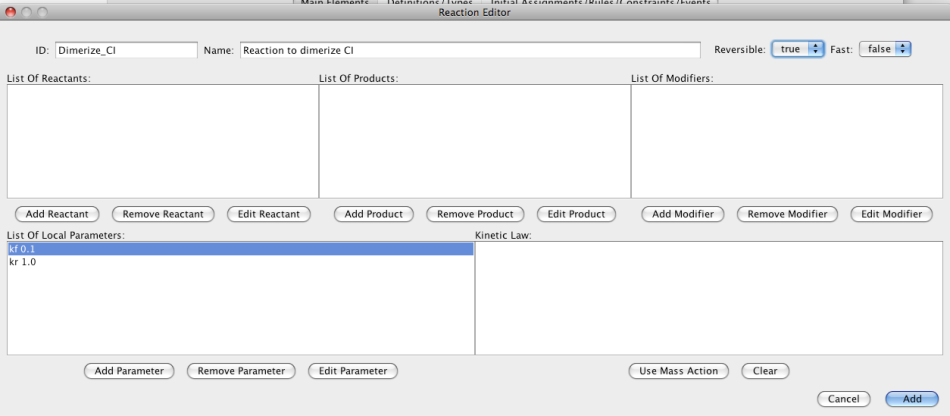 Main Elements Definitions/Types Initial Assignments/Rules/Constraints/Events
Reaction Editor
ID: Dimerize_CI Name: Reaction to dimerize CI Reversible: true Fast: false
List Of Reactants: List Of Products: List Of Modifiers:
Add Reactant Remove Reactant Edit Reactant Add Product Remove Product Edit Product Add Modifier Remove Modifier Edit Modifier
List Of Local Parameters: Kinetic Law:
kf 0.1
kr 1.0
Add Parameter Remove Parameter Edit Parameter Use Mass Action Clear
Cancel Add